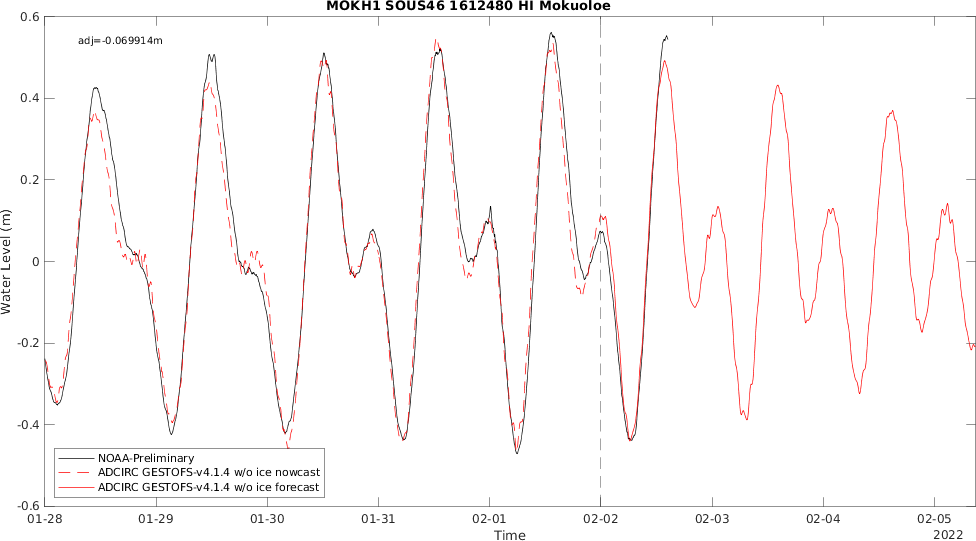 MOKH1 SOUS46 1612480 HI Mokuoloe
adj=-0.069914m
0.6
0.4
0.2
0
-0.2
-0.4
-0.6
Water Level (m)
NOAA-Preliminary
ADCIRC GESTOFS-v4.1.4 w/o ice nowcast
ADCIRC GESTOFS-v4.1.4 w/o ice forecast
01-28 01-29 01-30 01-31 02-01 02-02 02-03 02-04 02-05
Time
2022